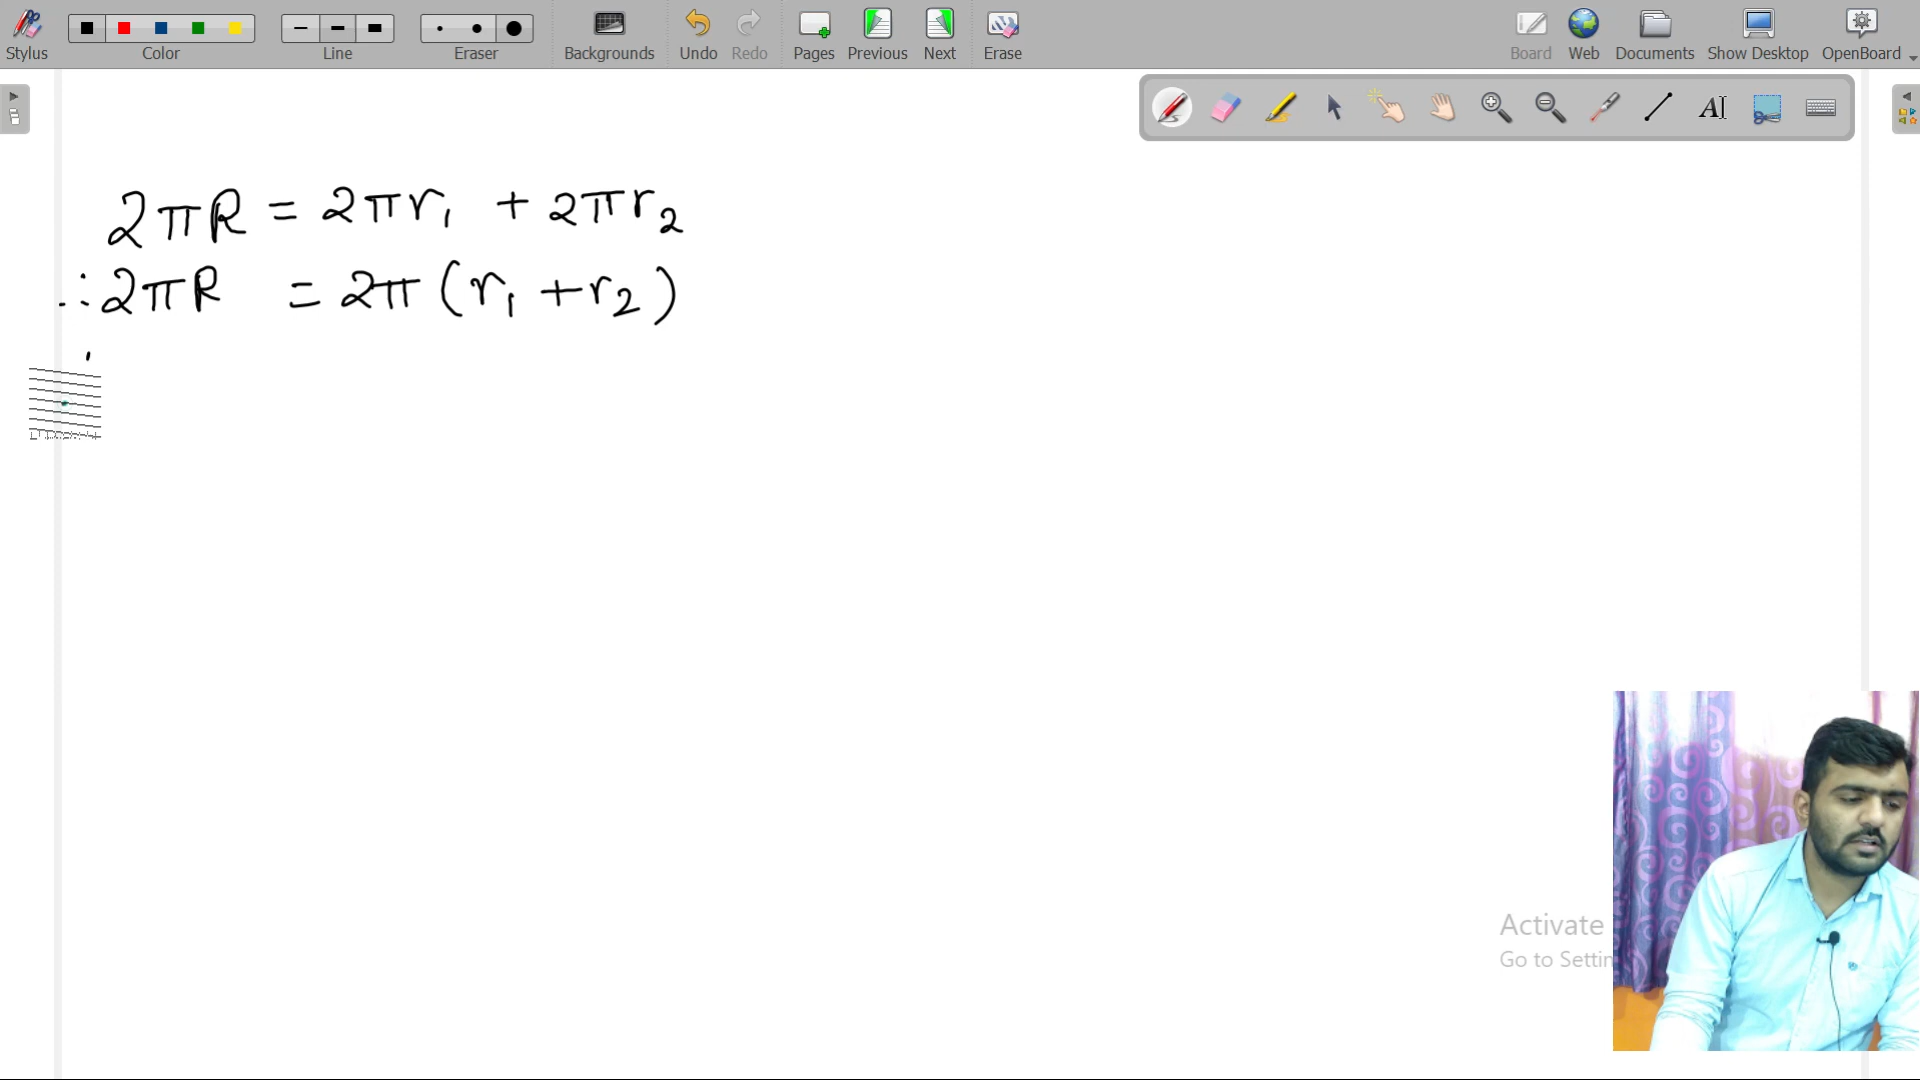 Stylus Color Line Eraser Backgrounds Undo Redo Pages Previous Next Erase Board Web Documents Show Desktop OpenBoard
2πR = 2πr₁ + 2πr₂
∴ 2πR = 2π(r₁ + r₂)
Activate
Go to Settin